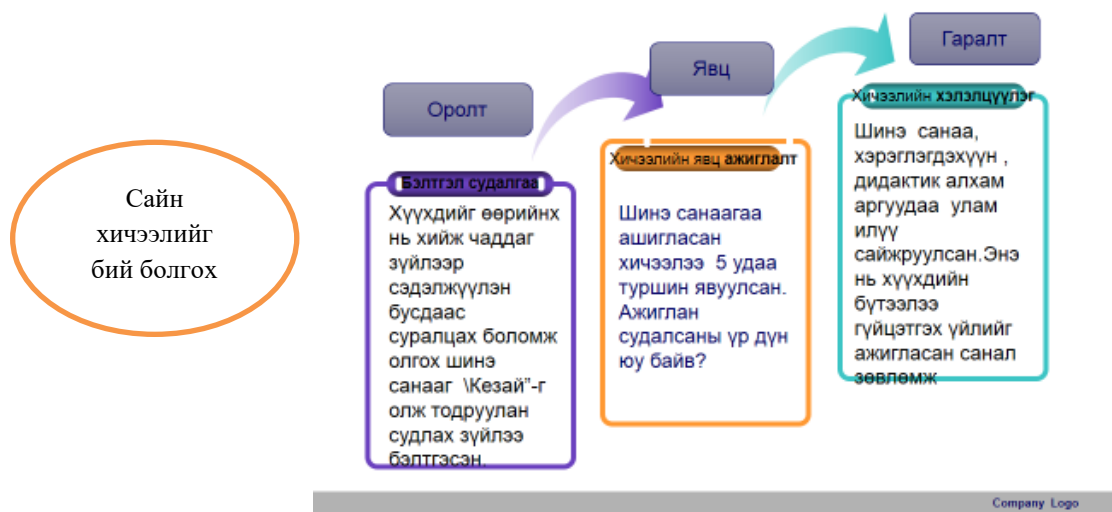 Сайн
хичээлийг
бий болгох
Оролт
Бэлтгэл судалгаа
Хүүхдийг өөрийнх
нь хийж чаддаг
зүйлээр
сэдэлжүүлэн
бусдаас
суралцах боломж
олгох шинэ
санааг \Кезай”-г
олж тодруулан
судлах зүйлээ
бэлтгэсэн.
Явц
Хичээлийн явц ажиглалт
Шинэ санаагаа
ашигласан
хичээлээ 5 удаа
туршин явуулсан.
Ажиглан
судалсаны үр дүн
юу байв?
Гаралт
Хичээлийн хэлэлцүүлэг
Шинэ санаа,
хэрэглэгдэхүүн ,
дидактик алхам
аргуудаа улам
илүү
сайжруулсан.Энэ
нь хүүхдийн
бүтээлээ
гүйцэтгэх үйлийг
ажигласан санал
зөвлөмж
Company Logo